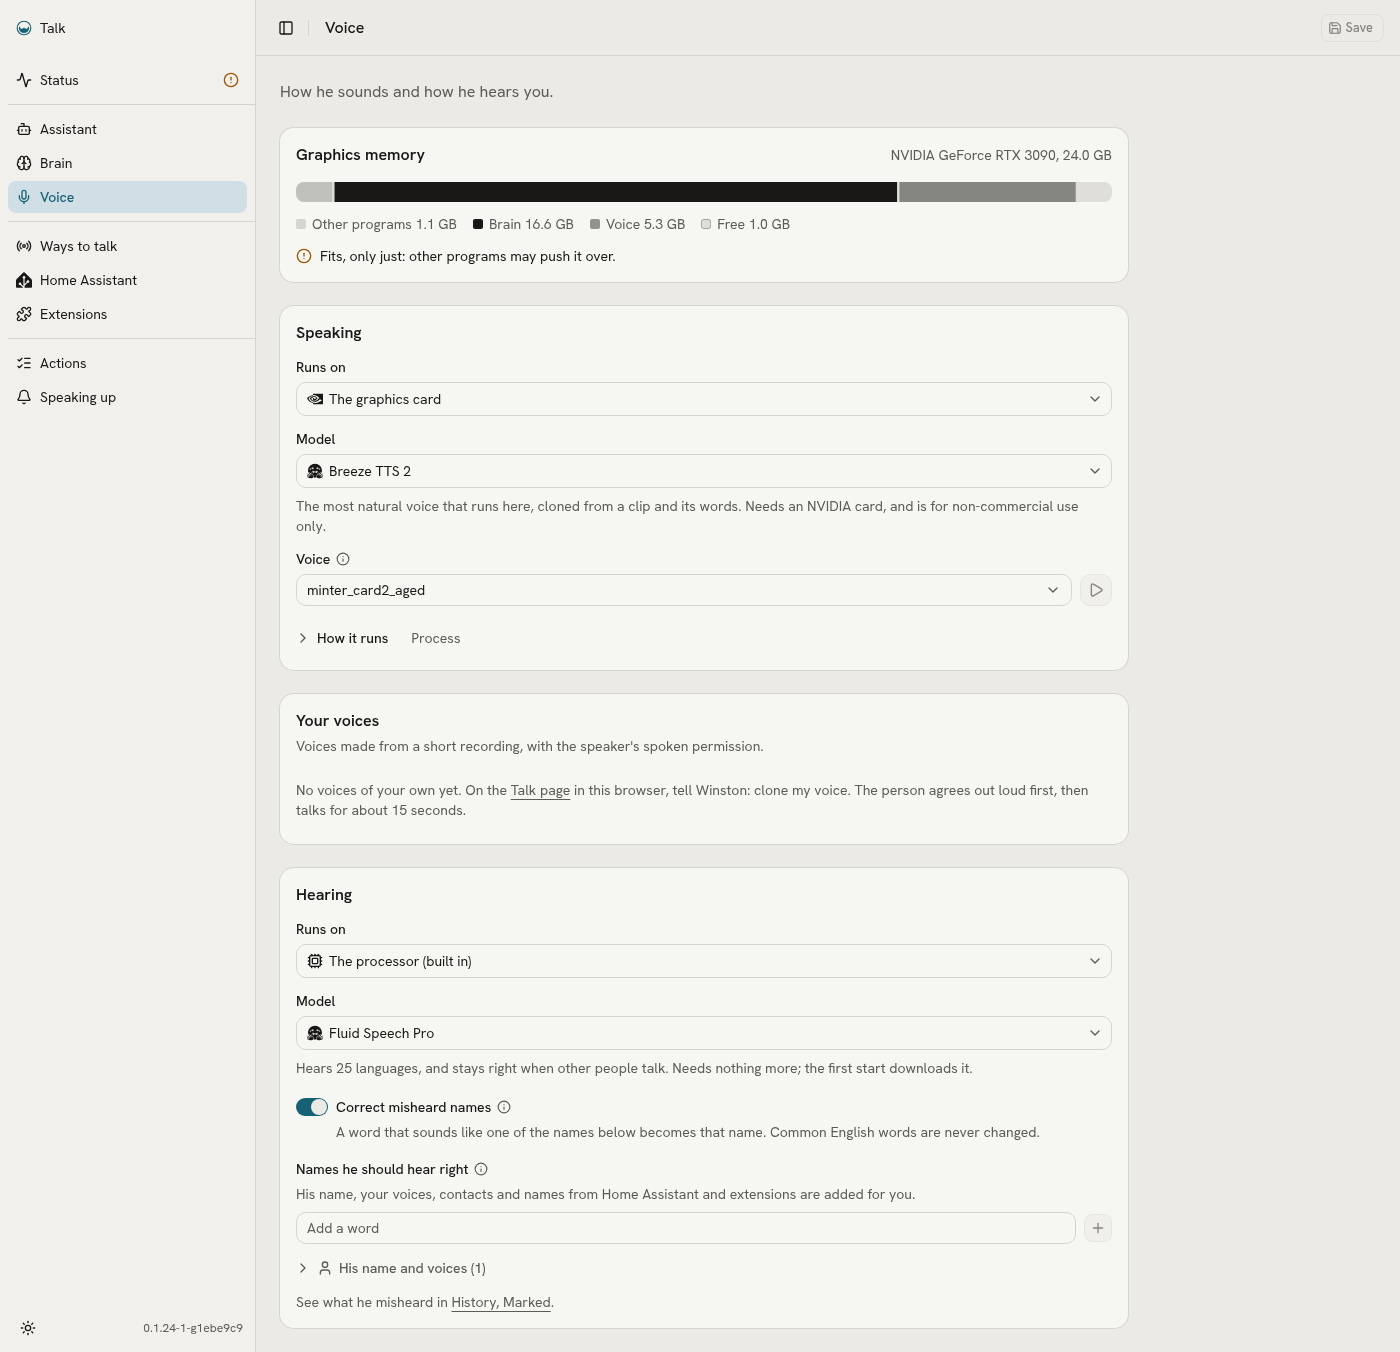 Talk
Voice
Save
Status
Assistant
Brain
Voice
Ways to talk
Home Assistant
Extensions
Actions
Speaking up
How he sounds and how he hears you.
Graphics memory
NVIDIA GeForce RTX 3090, 24.0 GB
Other programs 1.1 GB
Brain 16.6 GB
Voice 5.3 GB
Free 1.0 GB
Fits, only just: other programs may push it over.
Speaking
Runs on
The graphics card
Model
Breeze TTS 2
The most natural voice that runs here, cloned from a clip and its words. Needs an NVIDIA card, and is for non-commercial use
only.
Voice
minter_card2_aged
How it runs
Process
Your voices
Voices made from a short recording, with the speaker's spoken permission.
No voices of your own yet. On the Talk page in this browser, tell Winston: clone my voice. The person agrees out loud first, then
talks for about 15 seconds.
Hearing
Runs on
The processor (built in)
Model
Fluid Speech Pro
Hears 25 languages, and stays right when other people talk. Needs nothing more; the first start downloads it.
Correct misheard names
A word that sounds like one of the names below becomes that name. Common English words are never changed.
Names he should hear right
His name, your voices, contacts and names from Home Assistant and extensions are added for you.
Add a word
His name and voices (1)
See what he misheard in History, Marked.
0.1.24-1-g1ebe9c9